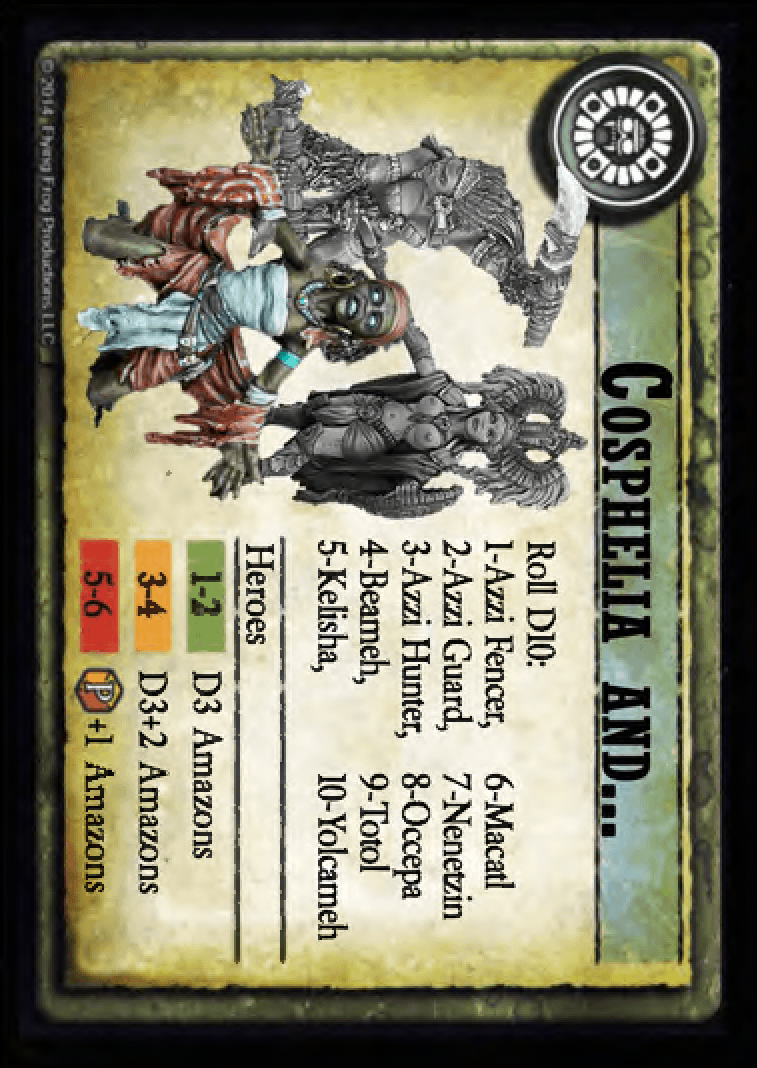 COSPHELIA AND...
Roll D10:
1-Azzi Fencer,
2-Azzi Guard,
3-Azzi Hunter,
4-Beameh,
5-Kelisha,
6-Macatl
7-Nenetzin
8-Occepa
9-Totol
10-Yolcameh
Heroes
1-2 D3 Amazons
3-4 D3+2 Amazons
5-6 P +1 Amazons
© 2014 Flying Frog Productions LLC